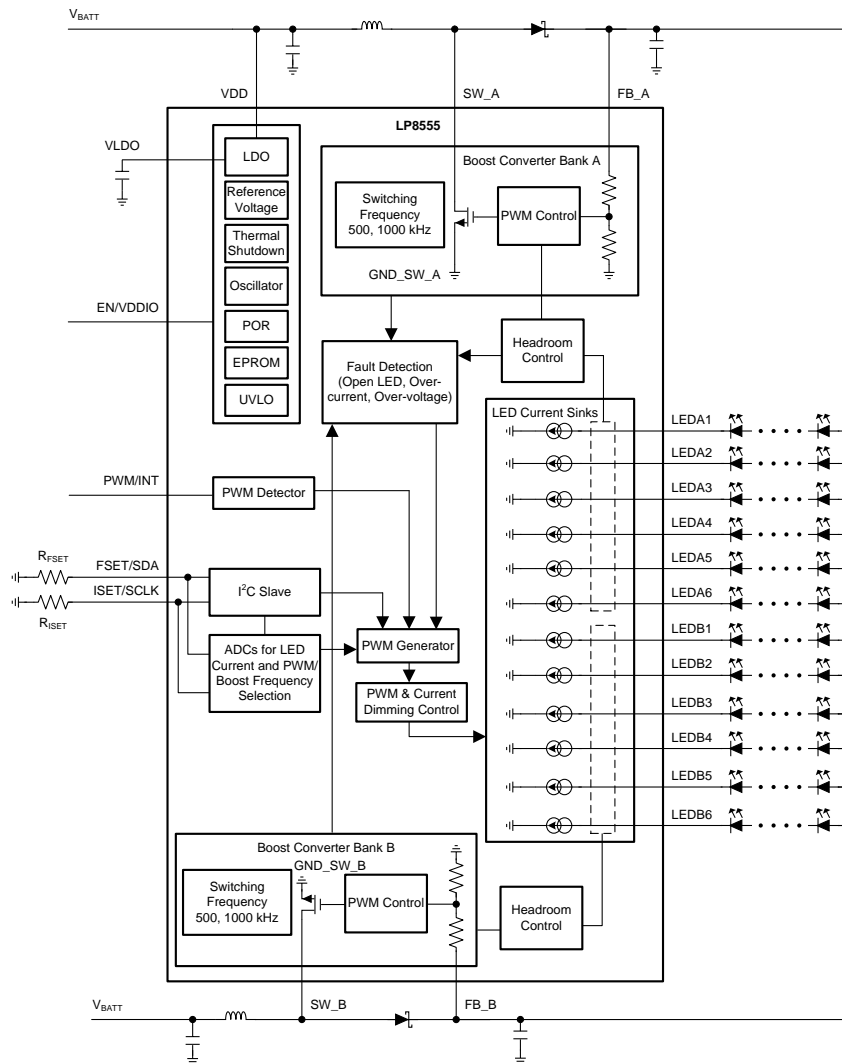 VBATT
VDD
SW_A
FB_A
LP8555
VLDO
LDO
Reference
Voltage
Thermal
Shutdown
Oscillator
POR
EPROM
UVLO
EN/VDDIO
Boost Converter Bank A
Switching
Frequency
500, 1000 kHz
PWM Control
GND_SW_A
Fault Detection
(Open LED, Over-
current, Over-voltage)
Headroom
Control
LED Current Sinks
LEDA1
LEDA2
LEDA3
LEDA4
LEDA5
LEDA6
LEDB1
LEDB2
LEDB3
LEDB4
LEDB5
LEDB6
PWM/INT
PWM Detector
RFSET
FSET/SDA
ISET/SCLK
RISET
I²C Slave
ADCs for LED
Current and PWM/
Boost Frequency
Selection
PWM Generator
PWM & Current
Dimming Control
Boost Converter Bank B
GND_SW_B
Switching
Frequency
500, 1000 kHz
PWM Control
Headroom
Control
VBATT
SW_B
FB_B